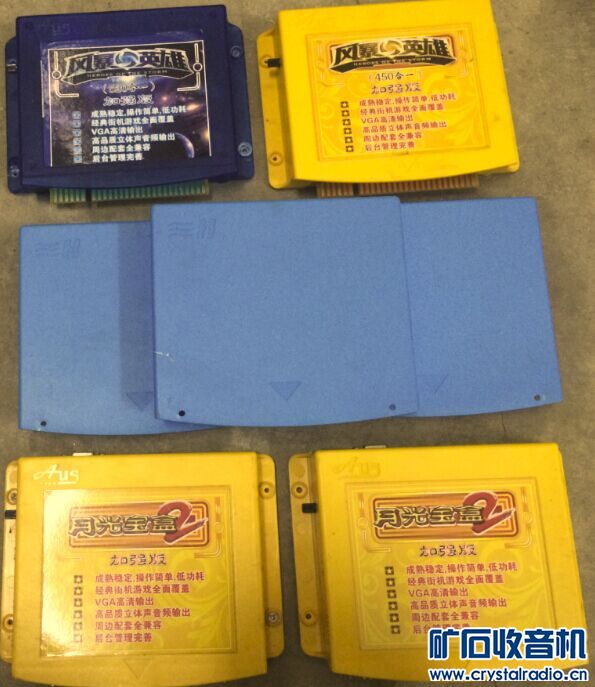 Aus
风暴英雄
HEROES OF THE STORM
加强版
成熟稳定,操作简单,低功耗
经典街机游戏全面覆盖
VGA高清输出
高品质立体声音频输出
周边配套全兼容
后台管理完善
风暴英雄
HEROES OF THE STORM
(450合一)
加强版
成熟稳定,操作简单,低功耗
经典街机游戏全面覆盖
VGA高清输出
高品质立体声音频输出
周边配套全兼容
后台管理完善
Aus
月光宝盒2
加强版
成熟稳定,操作简单,低功耗
经典街机游戏全面覆盖
VGA高清输出
高品质立体声音频输出
周边配套全兼容
后台管理完善
Aus
月光宝盒2
加强版
成熟稳定,操作简单,低功耗
经典街机游戏全面覆盖
VGA高清输出
高品质立体声音频输出
周边配套全兼容
后台管理完善
矿石收音机
www.crystalradio.cn